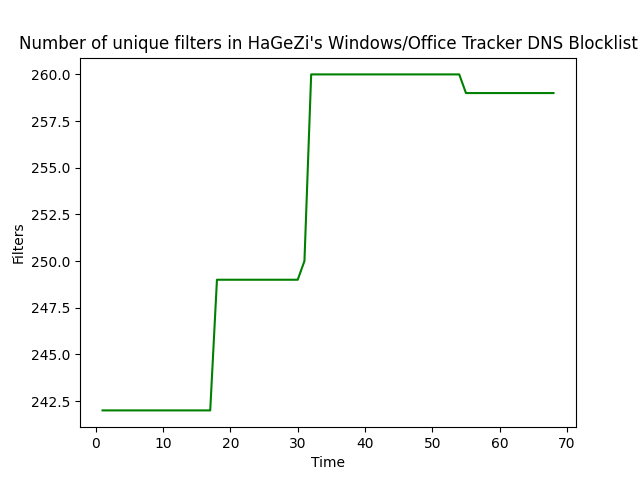 Number of unique filters in HaGeZi's Windows/Office Tracker DNS Blocklist
260.0
257.5
255.0
252.5
250.0
247.5
245.0
242.5
Filters
0 10 20 30 40 50 60 70
Time